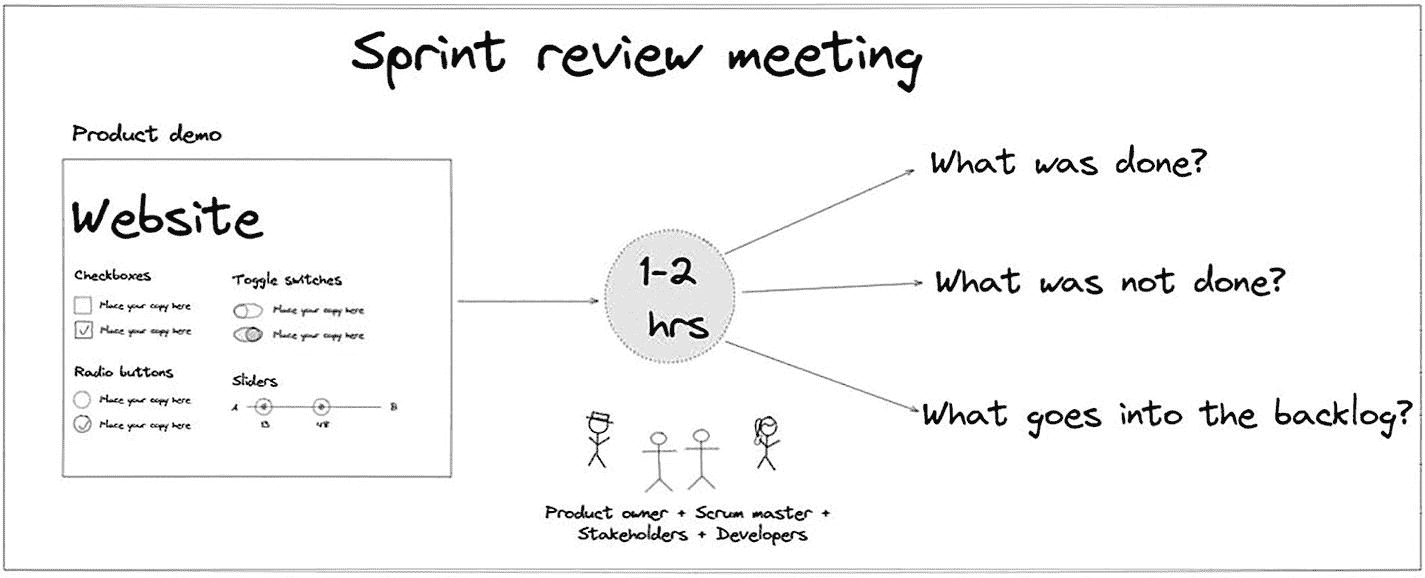 Sprint review meeting
Product demo
Website
Checkboxes
Place your copy here
Place your copy here
Radio buttons
Place your copy here
Place your copy here
Toggle switches
Place your copy here
Place your copy here
Sliders
A B
13 48
1-2
hrs
Product owner + Scrum master +
Stakeholders + Developers
What was done?
What was not done?
What goes into the backlog?